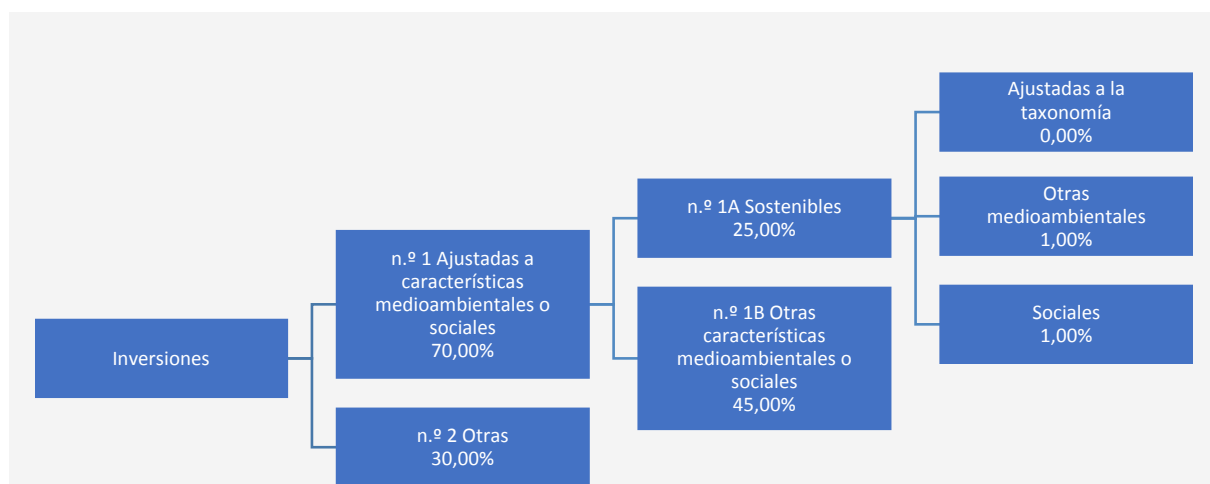 Inversiones
n.º 1 Ajustadas a
características
medioambientales o
sociales
70,00%
n.º 2 Otras
30,00%
n.º 1A Sostenibles
25,00%
n.º 1B Otras
características
medioambientales o
sociales
45,00%
Ajustadas a la
taxonomía
0,00%
Otras
medioambientales
1,00%
Sociales
1,00%